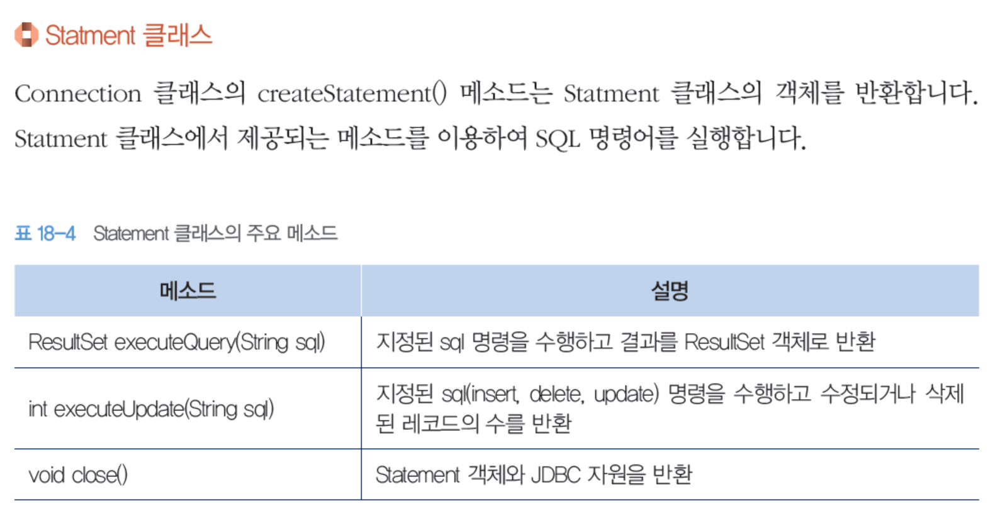 Statment 클래스
Connection 클래스의 createStatement() 메소드는 Statment 클래스의 객체를 반환합니다.
Statment 클래스에서 제공되는 메소드를 이용하여 SQL 명령어를 실행합니다.
표 18-4 Statement 클래스의 주요 메소드
메소드 설명
ResultSet executeQuery(String sql) 지정된 sql 명령을 수행하고 결과를 ResultSet 객체로 반환
int executeUpdate(String sql) 지정된 sql(insert, delete, update) 명령을 수행하고 수정되거나 삭제
된 레코드의 수를 반환
void close() Statement 객체와 JDBC 자원을 반환